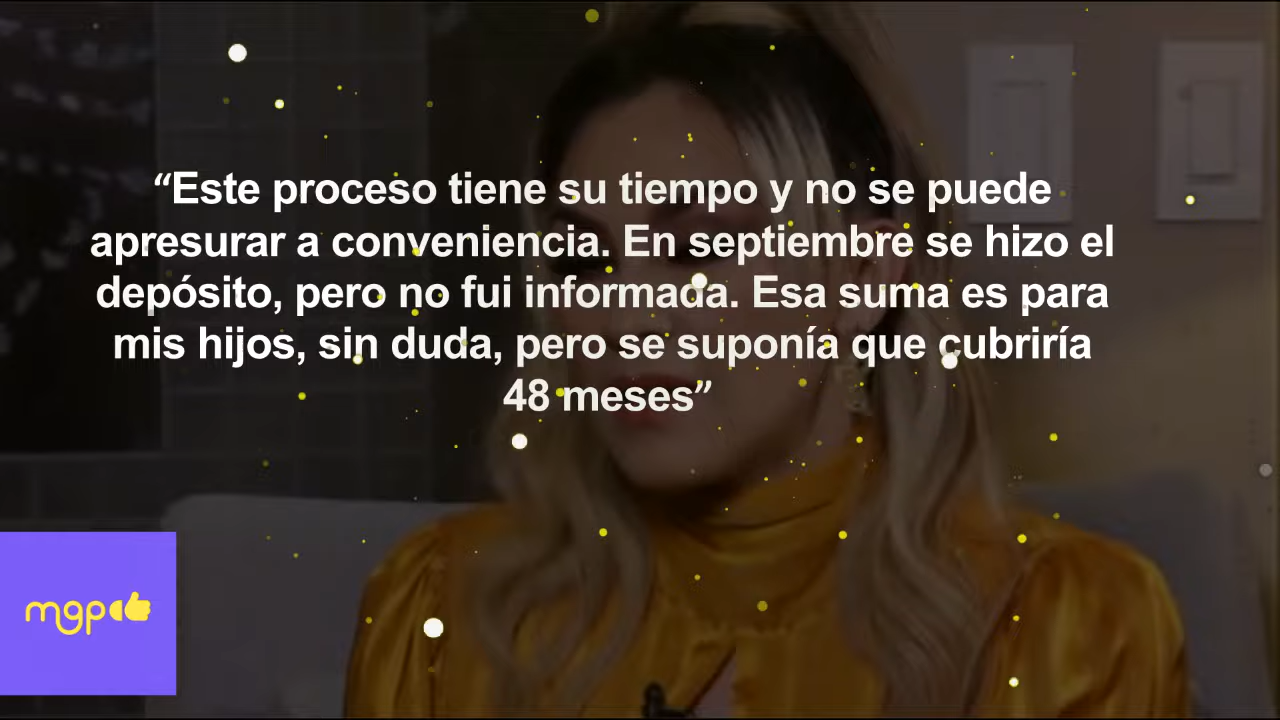 “Este proceso tiene su tiempo y no se puede
apresurar a conveniencia. En septiembre se hizo el
depósito, pero no fui informada. Esa suma es para
mis hijos, sin duda, pero se suponía que cubriría
48 meses”
mgp